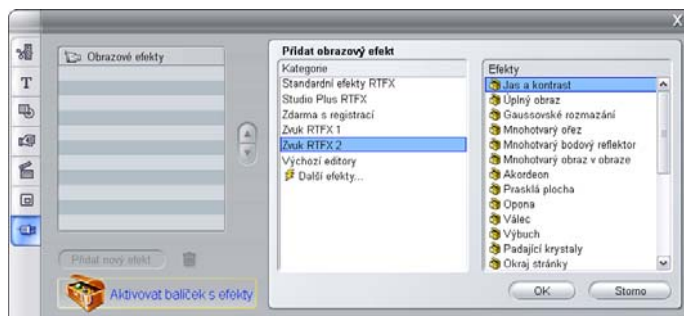 X
T
Obrazové efekty
Přidat nový efekt
Aktivovat balíček s efekty
Přidat obrazový efekt
Kategorie
Standardní efekty RTFX
Studio Plus RTFX
Zdarma s registrací
Zvuk RTFX 1
Zvuk RTFX 2
Výchozí editory
Další efekty...
Efekty
Jas a kontrast
Úplný obraz
Gaussovské rozmazání
Mnohotvarý ořez
Mnohotvarý bodový reflektor
Mnohotvarý obraz v obraze
Akordeon
Prasklá plocha
Opona
Válec
Výbuch
Padající krystaly
Okraj stránky
OK
Storno